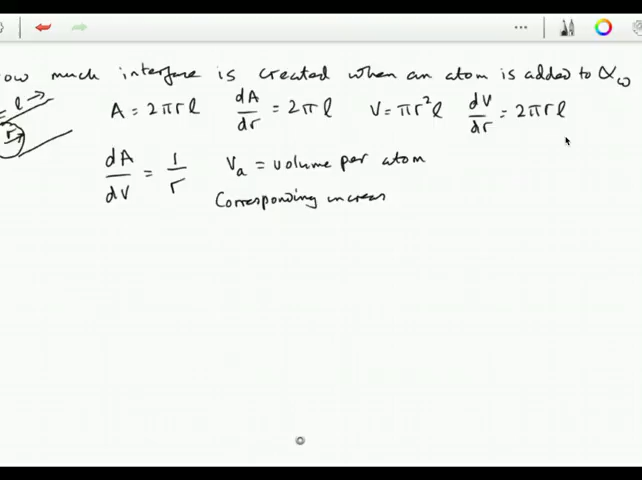 ow much interface is created when an atom is added to αω
l → A = 2πrl dA/dr = 2πl V = πr²l dV/dr = 2πrl
r
dA/dV = 1/r Va = volume per atom
Corresponding increas